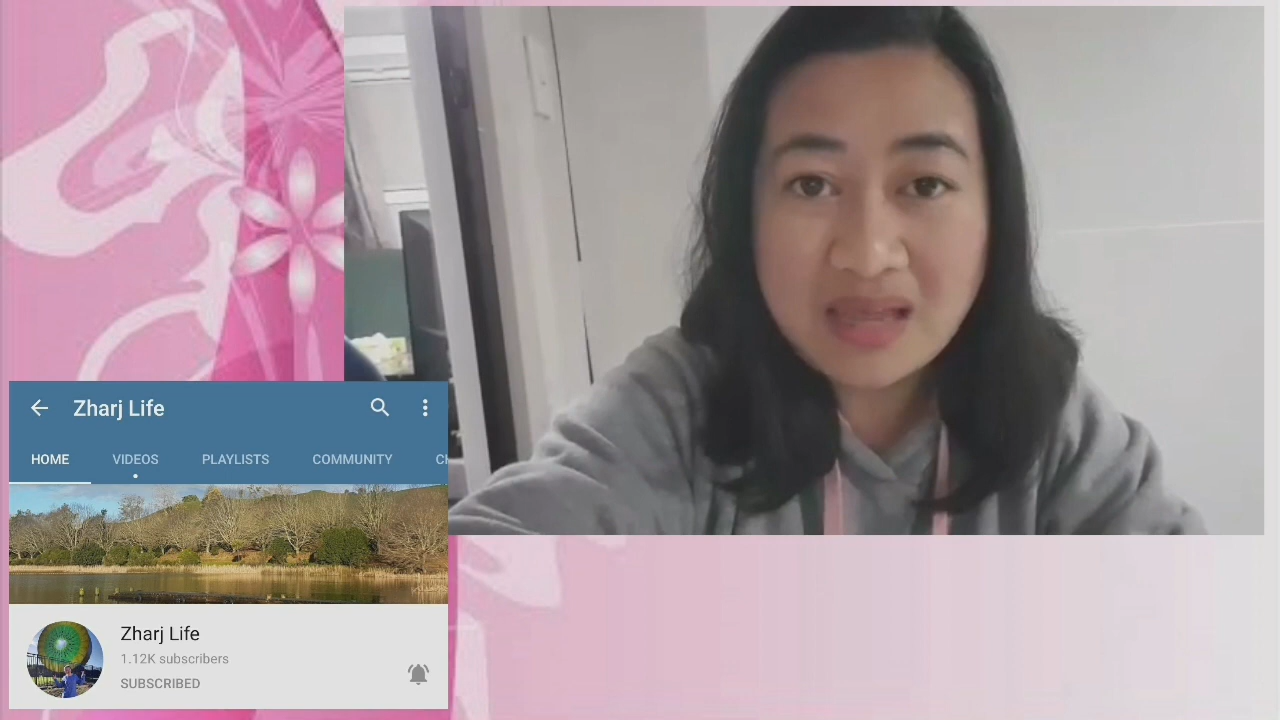 Zharj Life
HOME VIDEOS PLAYLISTS COMMUNITY
Zharj Life
1.12K subscribers
SUBSCRIBED